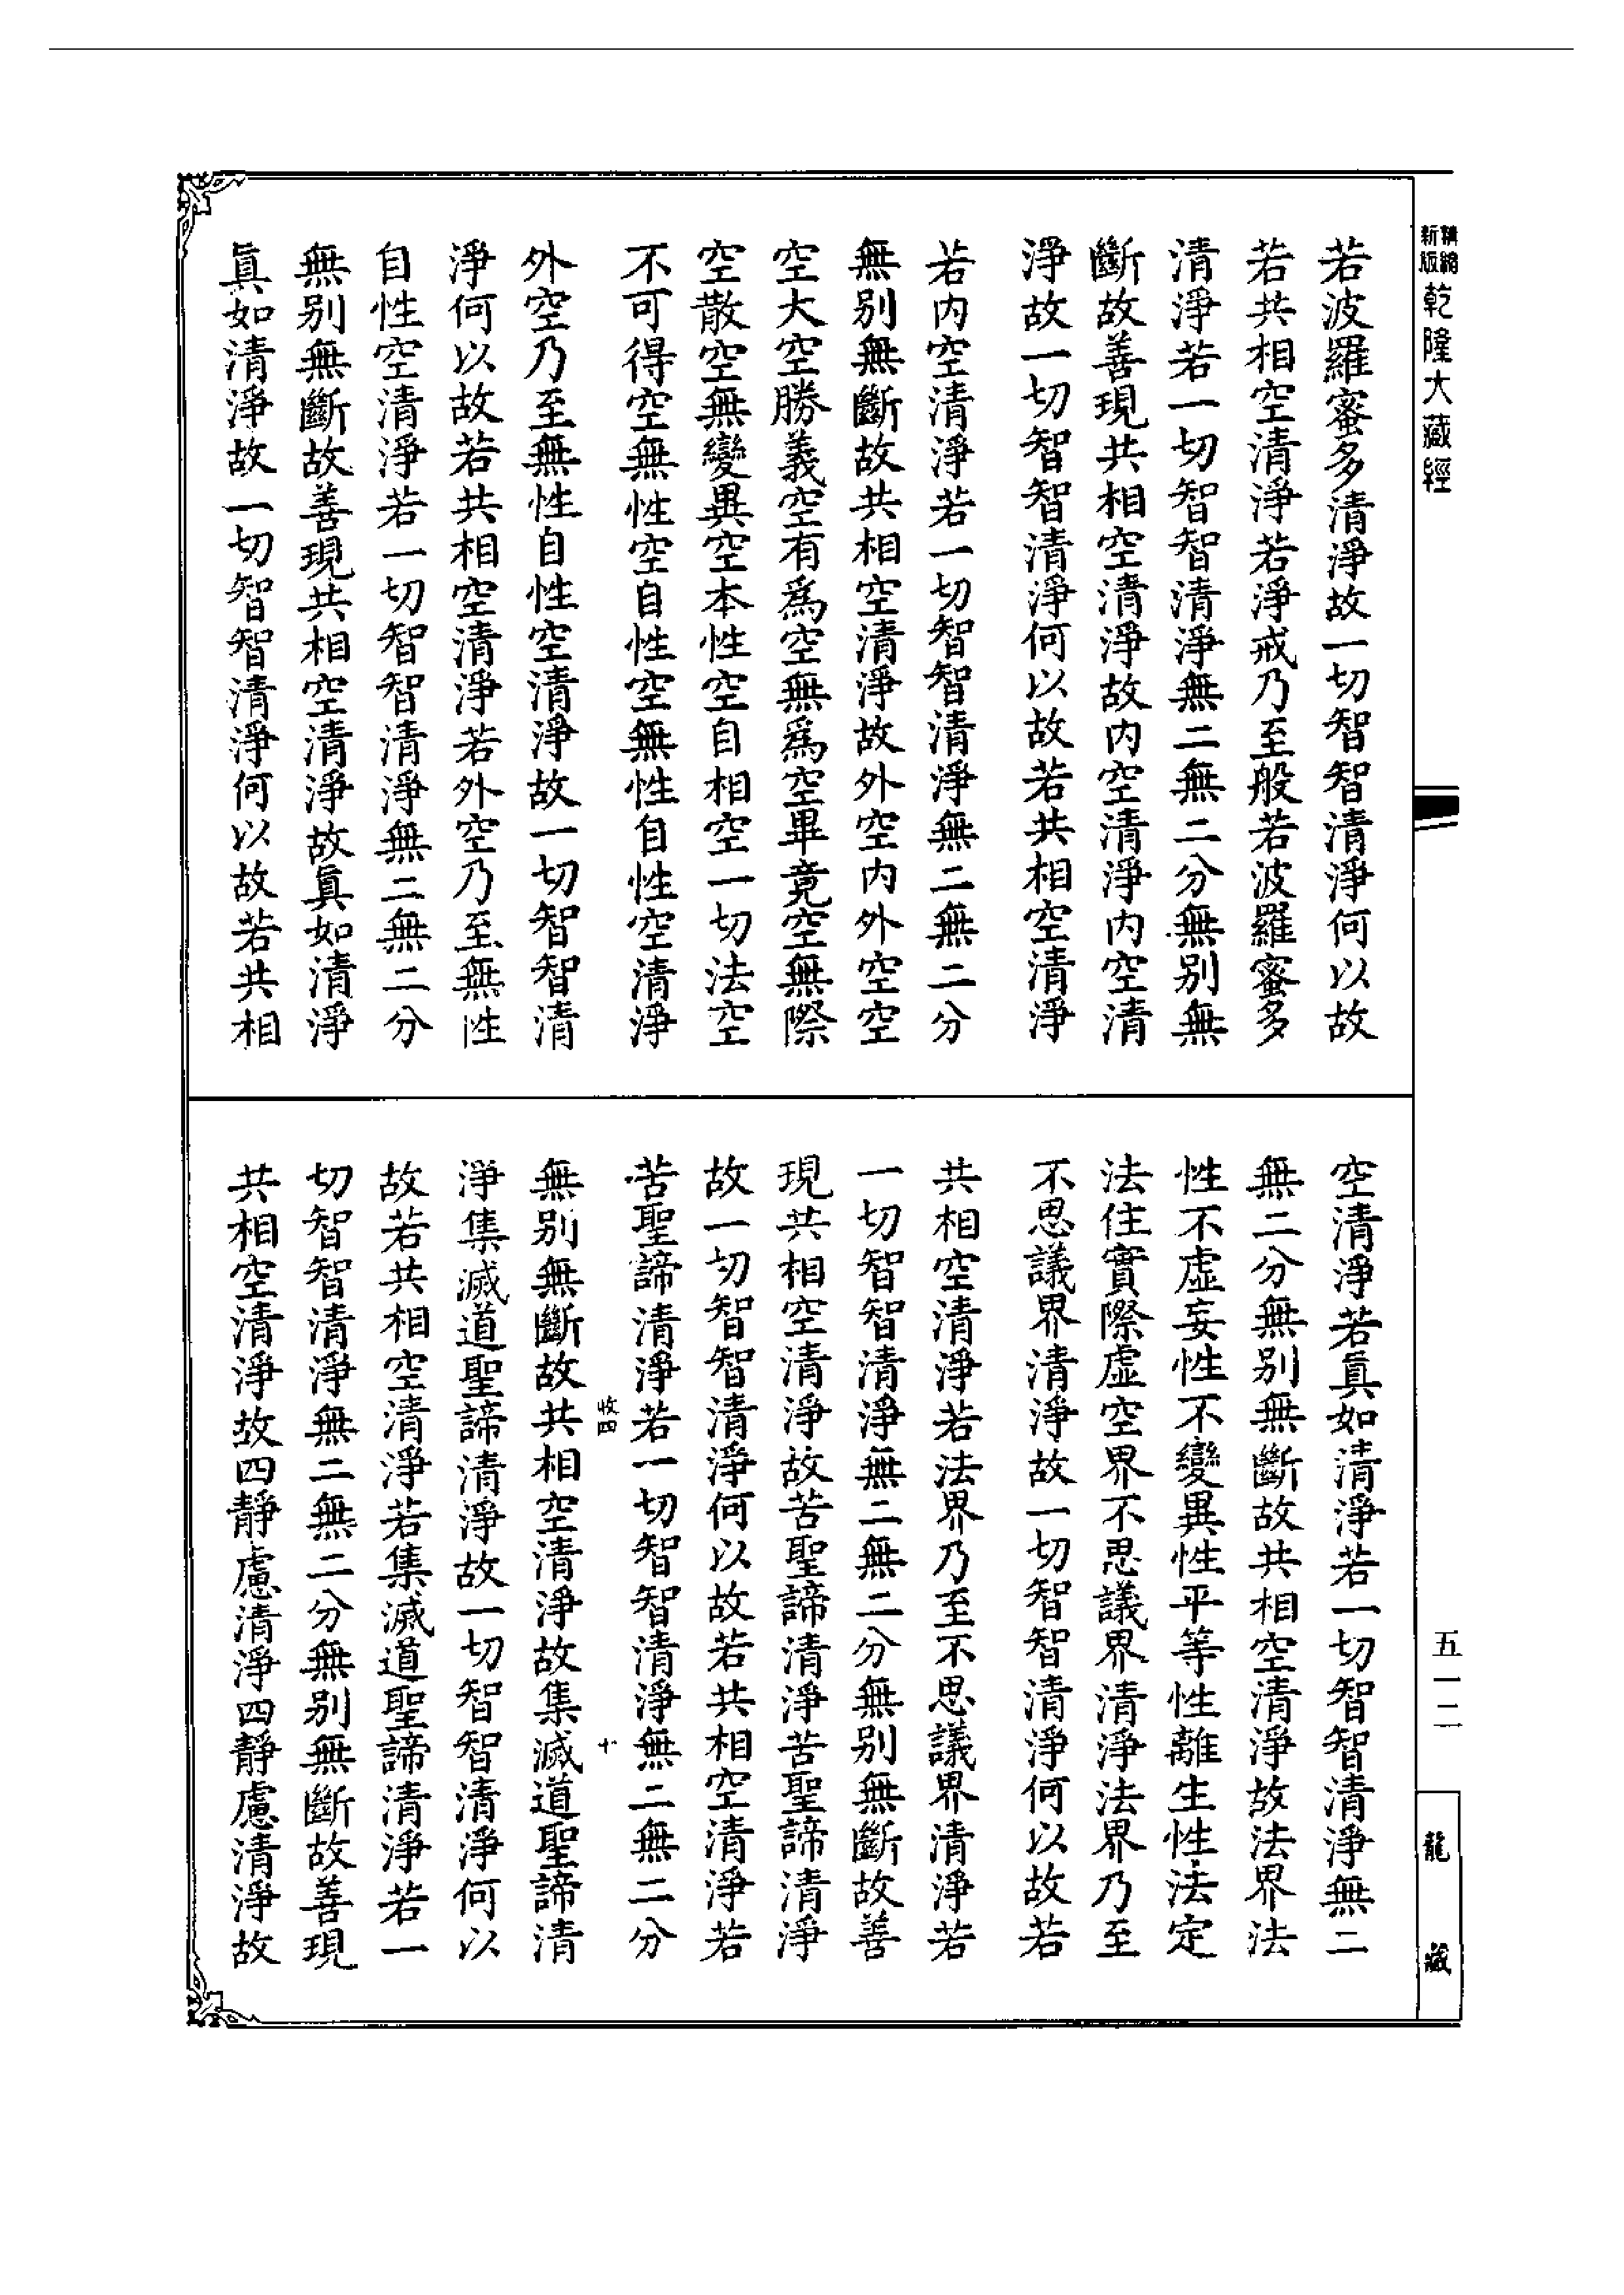 精縮新版乾隆大藏經
若波羅蜜多清淨故一切智智清淨何以故
若共相空清淨若淨戒乃至般若波羅蜜多
清淨若一切智智清淨無二無二分無別無
斷故善現共相空清淨故內空清淨內空清
淨故一切智智清淨何以故若共相空清淨
若內空清淨若一切智智清淨無二無二分
無別無斷故共相空清淨故外空內外空空
空大空勝義空有爲空無爲空畢竟空無際
空散空無變異空本性空自相空一切法空
不可得空無性空自性空無性自性空清淨
外空乃至無性自性空清淨故一切智智清
淨何以故若共相空清淨若外空乃至無性
自性空清淨若一切智智清淨無二無二分
無別無斷故善現共相空清淨故真如清淨
真如清淨故一切智智清淨何以故若共相
空清淨若真如清淨若一切智智清淨無二
無二分無別無斷故共相空清淨故法界法
性不虛妄性不變異性平等性離生性法定
法住實際虛空界不思議界清淨法界乃至
不思議界清淨故一切智智清淨何以故若
共相空清淨若法界乃至不思議界清淨若
一切智智清淨無二無二分無別無斷故善
現共相空清淨故苦聖諦清淨苦聖諦清淨
故一切智智清淨何以故若共相空清淨若
苦聖諦清淨若一切智智清淨無二無二分
收四 十
無別無斷故共相空清淨故集滅道聖諦清
淨集滅道聖諦清淨故一切智智清淨何以
故若共相空清淨若集滅道聖諦清淨若一
切智智清淨無二無二分無別無斷故善現
共相空清淨故四靜慮清淨四靜慮清淨故
五一二
龍藏